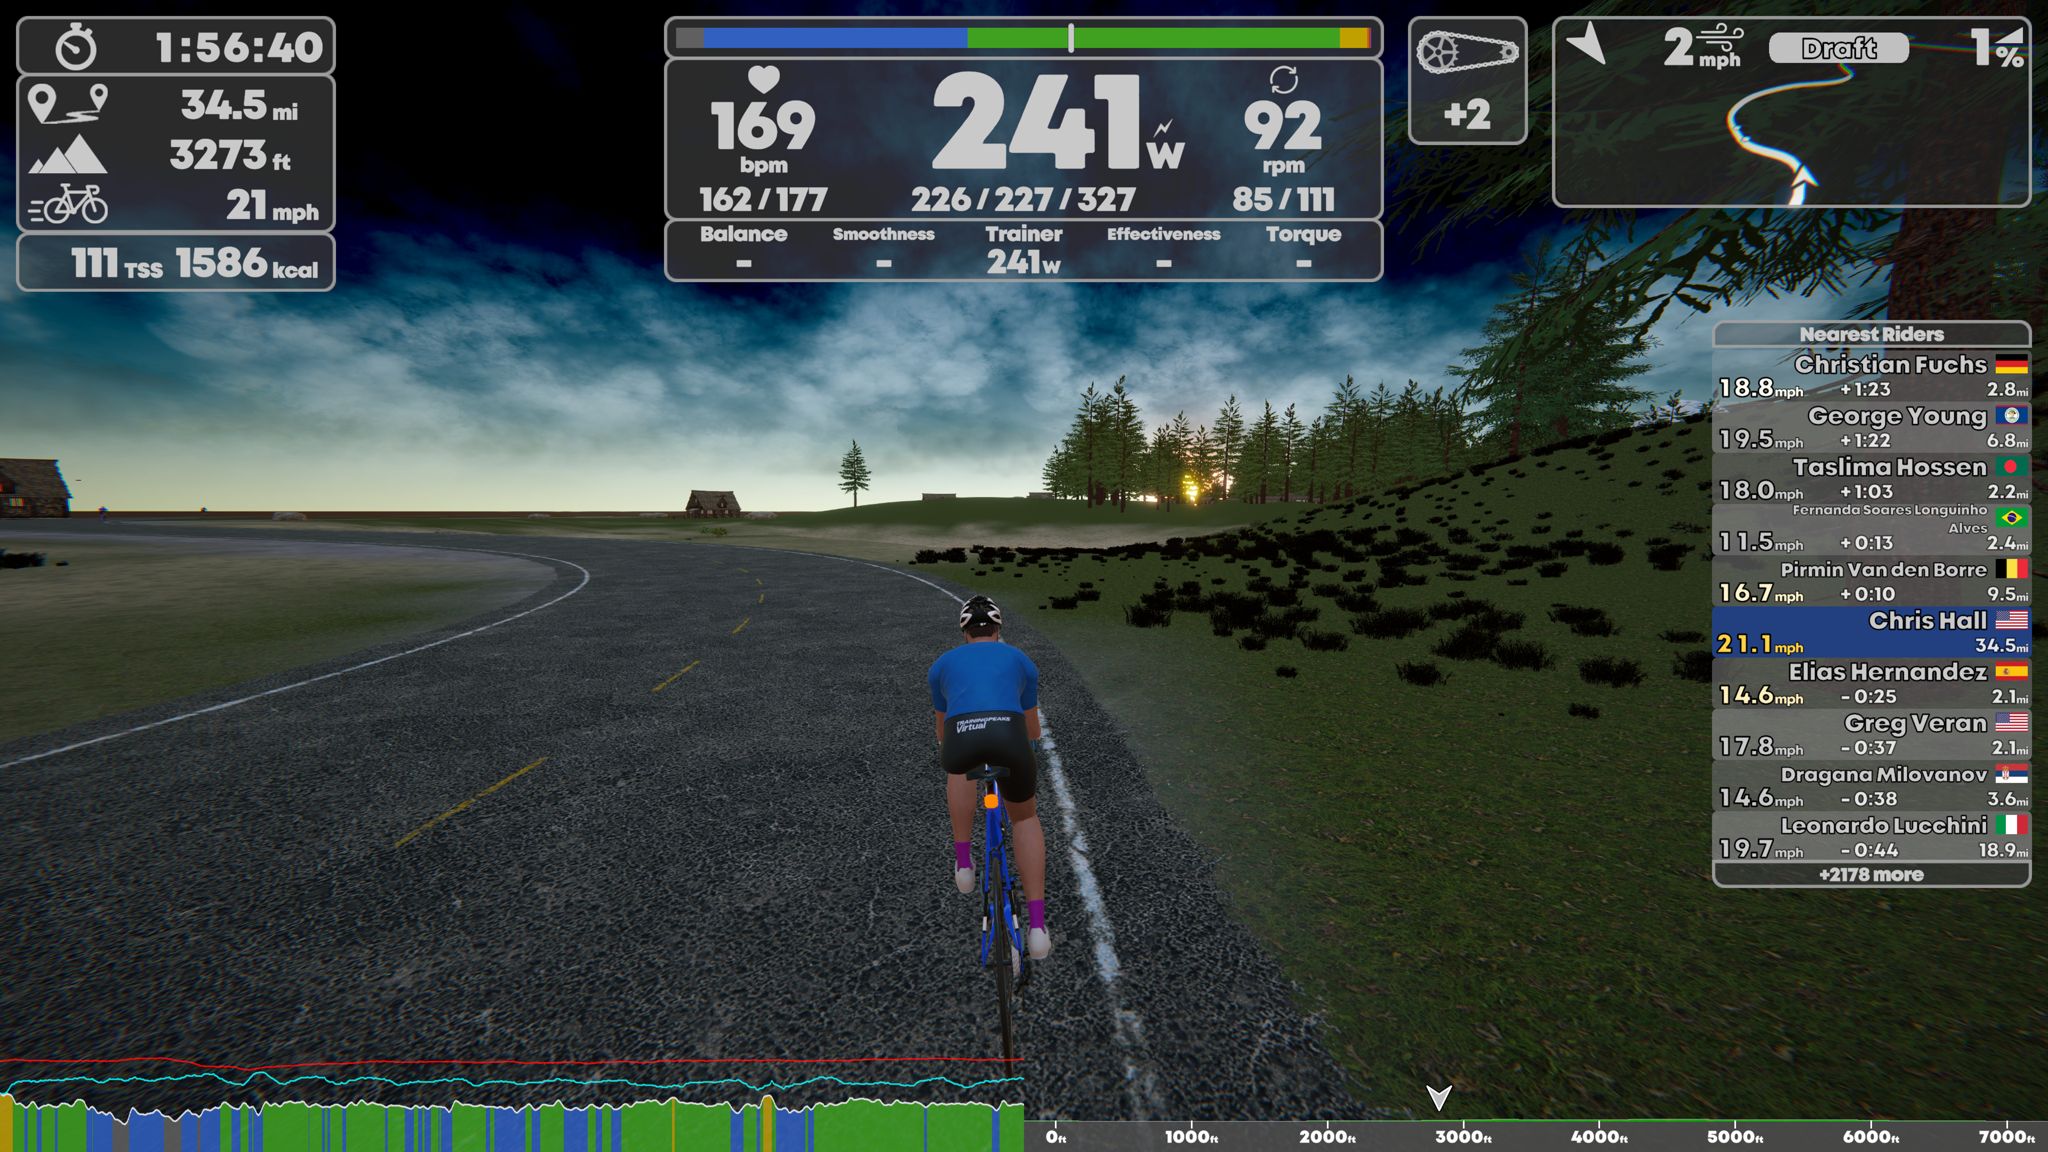 1:56:40
34.5 mi
3273 ft
21 mph
111 TSS 1586 kcal
169 bpm
241 w
92 rpm
162 / 177
226 / 227 / 327
85 / 111
Balance Smoothness Trainer Effectiveness Torque
- - 241w - -
+2
2 mph
Draft
1%
Nearest Riders
Christian Fuchs
18.8mph +1:23 2.8mi
George Young
19.5mph +1:22 6.8mi
Taslima Hossen
18.0mph +1:03 2.2mi
Fernanda Soares Longuinho
Alves
11.5mph +0:13 2.4mi
Pirmin Van den Borre
16.7mph +0:10 9.5mi
Chris Hall
21.1mph 34.5mi
Elias Hernandez
14.6mph -0:25 2.1mi
Greg Veran
17.8mph -0:37 2.1mi
Dragana Milovanov
14.6mph -0:38 3.6mi
Leonardo Lucchini
19.7mph -0:44 18.9mi
+2178 more
TRAININGPEAKS
Virtual
0ft 1000ft 2000ft 3000ft 4000ft 5000ft 6000ft 7000ft